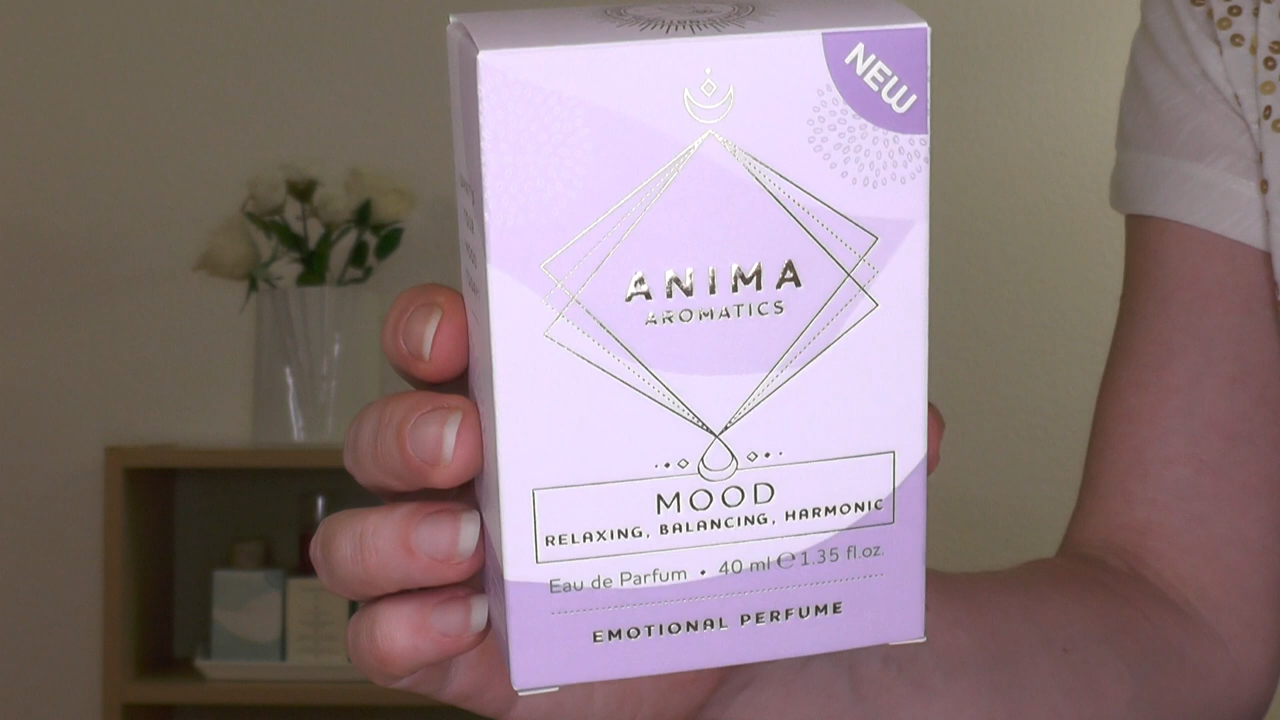 NEW
ANIMA
AROMATICS
MOOD
RELAXING, BALANCING, HARMONIC
Eau de Parfum • 40 ml ℮ 1.35 fl.oz.
EMOTIONAL PERFUME